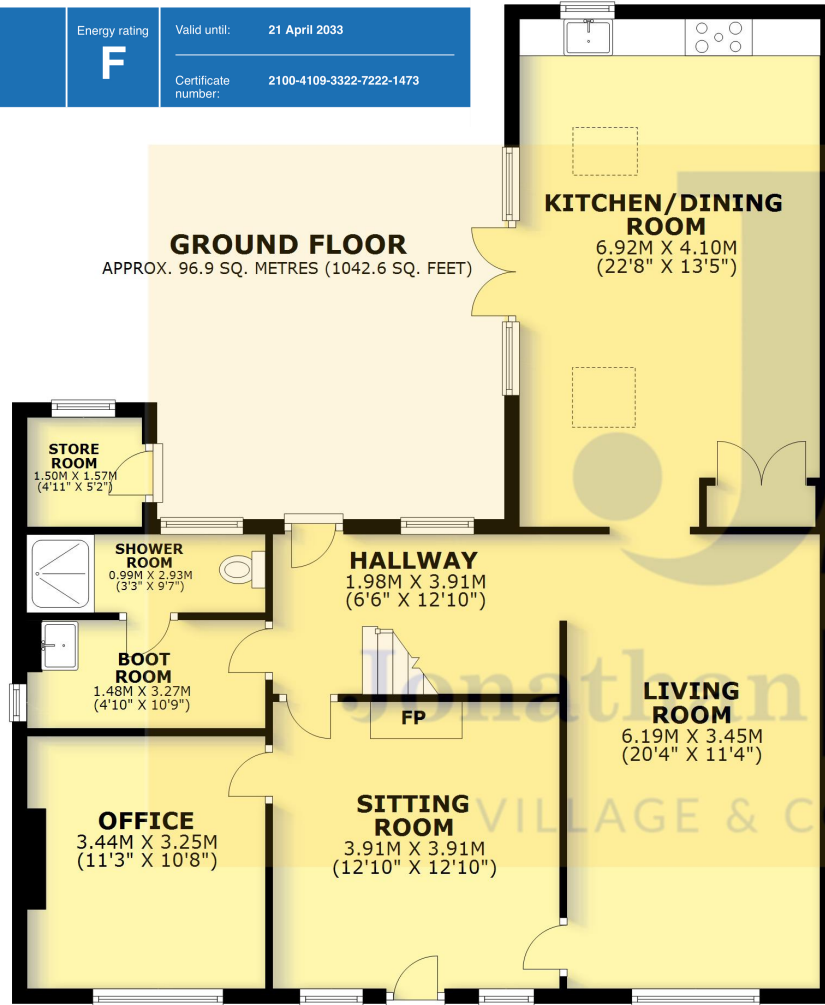 Energy rating
F
Valid until: 21 April 2033
Certificate number: 2100-4109-3322-7222-1473
KITCHEN/DINING
ROOM
6.92M X 4.10M
(22'8" X 13'5")
GROUND FLOOR
APPROX. 96.9 SQ. METRES (1042.6 SQ. FEET)
STORE
ROOM
1.50M X 1.57M
(4'11" X 5'2")
SHOWER
ROOM
0.99M X 2.93M
(3'3" X 9'7")
HALLWAY
1.98M X 3.91M
(6'6" X 12'10")
BOOT
ROOM
1.48M X 3.27M
(4'10" X 10'9")
FP
LIVING
ROOM
6.19M X 3.45M
(20'4" X 11'4")
OFFICE
3.44M X 3.25M
(11'3" X 10'8")
SITTING
ROOM
3.91M X 3.91M
(12'10" X 12'10")
J
Jonathan
VILLAGE & C